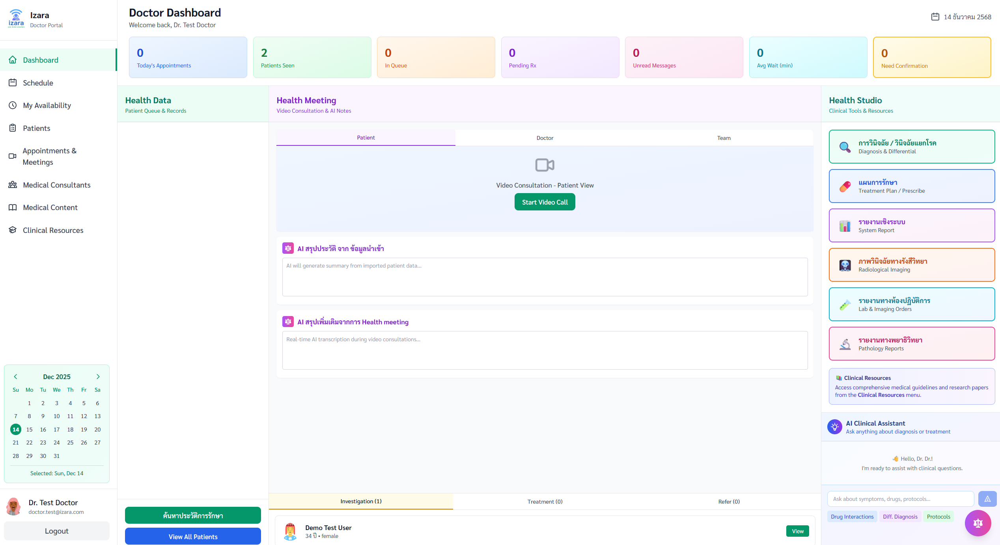 izara
Izara
Doctor Portal
Dashboard
Schedule
My Availability
Patients
Appointments &
Meetings
Medical Consultants
Medical Content
Clinical Resources
Dec 2025
Su Mo Tu We Th Fr Sa
1 2 3 4 5 6
7 8 9 10 11 12 13
14 15 16 17 18 19 20
21 22 23 24 25 26 27
28 29 30 31
Selected: Sun, Dec 14
Dr. Test Doctor
doctor.test@izara.com
Logout
Doctor Dashboard
Welcome back, Dr. Test Doctor
14 ธันวาคม 2568
0
Today's Appointments
2
Patients Seen
0
In Queue
0
Pending Rx
0
Unread Messages
0
Avg Wait (min)
0
Need Confirmation
Health Data
Patient Queue & Records
ค้นหาประวัติการรักษา
View All Patients
Health Meeting
Video Consultation & AI Notes
Patient Doctor Team
Video Consultation - Patient View
Start Video Call
AI สรุปประวัติ จาก ข้อมูลนำเข้า
AI will generate summary from imported patient data...
AI สรุปเพิ่มเติมจากการ Health meeting
Real-time AI transcription during video consultations...
Investigation (1) Treatment (0) Refer (0)
Demo Test User
34 ปี • female
View
Health Studio
Clinical Tools & Resources
การวินิจฉัย / วินิจฉัยแยกโรค
Diagnosis & Differential
แผนการรักษา
Treatment Plan / Prescribe
รายงานเชิงระบบ
System Report
ภาพวินิจฉัยทางรังสีวิทยา
Radiological Imaging
รายงานทางห้องปฏิบัติการ
Lab & Imaging Orders
รายงานทางพยาธิวิทยา
Pathology Reports
Clinical Resources
Access comprehensive medical guidelines and research papers
from the Clinical Resources menu.
AI Clinical Assistant
Ask anything about diagnosis or treatment
Hello, Dr. Dr.!
I'm ready to assist with clinical questions.
Ask about symptoms, drugs, protocols...
Drug Interactions Diff. Diagnosis Protocols